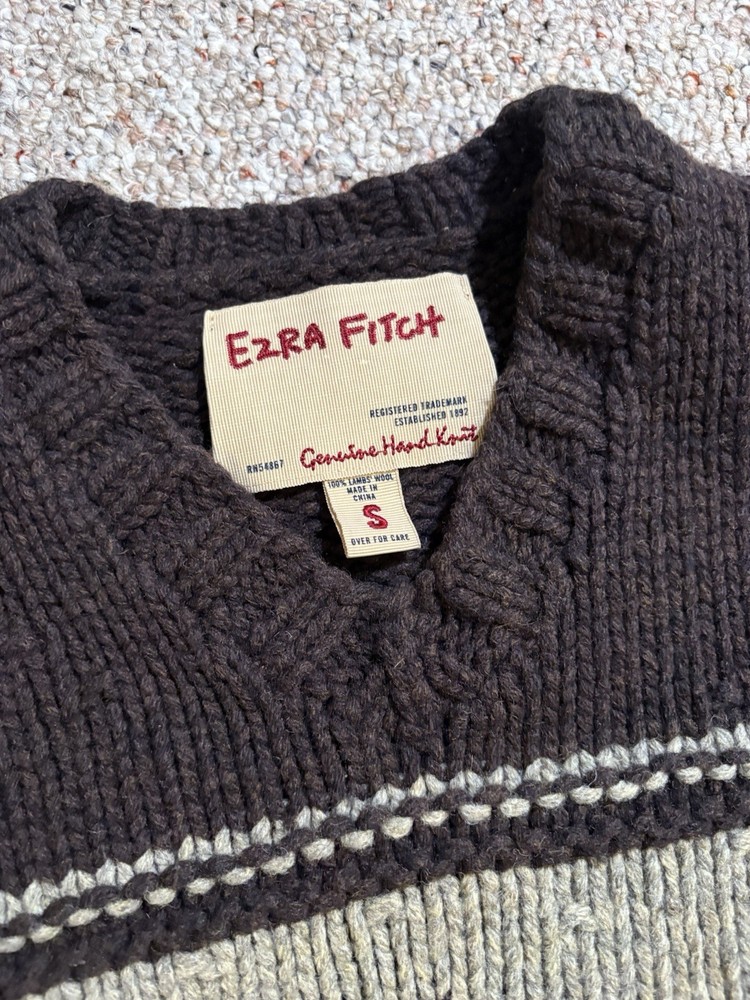 EZRA FITCH
REGISTERED TRADEMARK
ESTABLISHED 1892
Genuine Hand Knit
RN54867
100% LAMBS' WOOL
MADE IN
CHINA
S
OVER FOR CARE